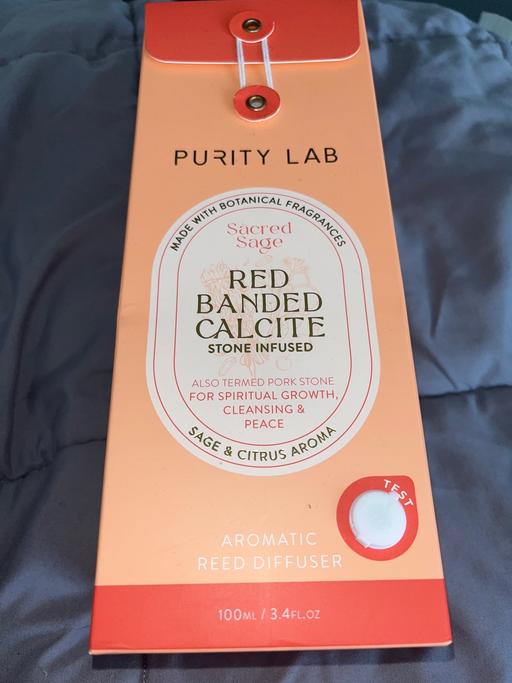 PURITY LAB
MADE WITH BOTANICAL FRAGRANCES
Sacred
Sage
RED
BANDED
CALCITE
STONE INFUSED
ALSO TERMED PORK STONE
FOR SPIRITUAL GROWTH,
CLEANSING &
PEACE
SAGE & CITRUS AROMA
TEST
AROMATIC
REED DIFFUSER
100ML / 3.4FL.OZ